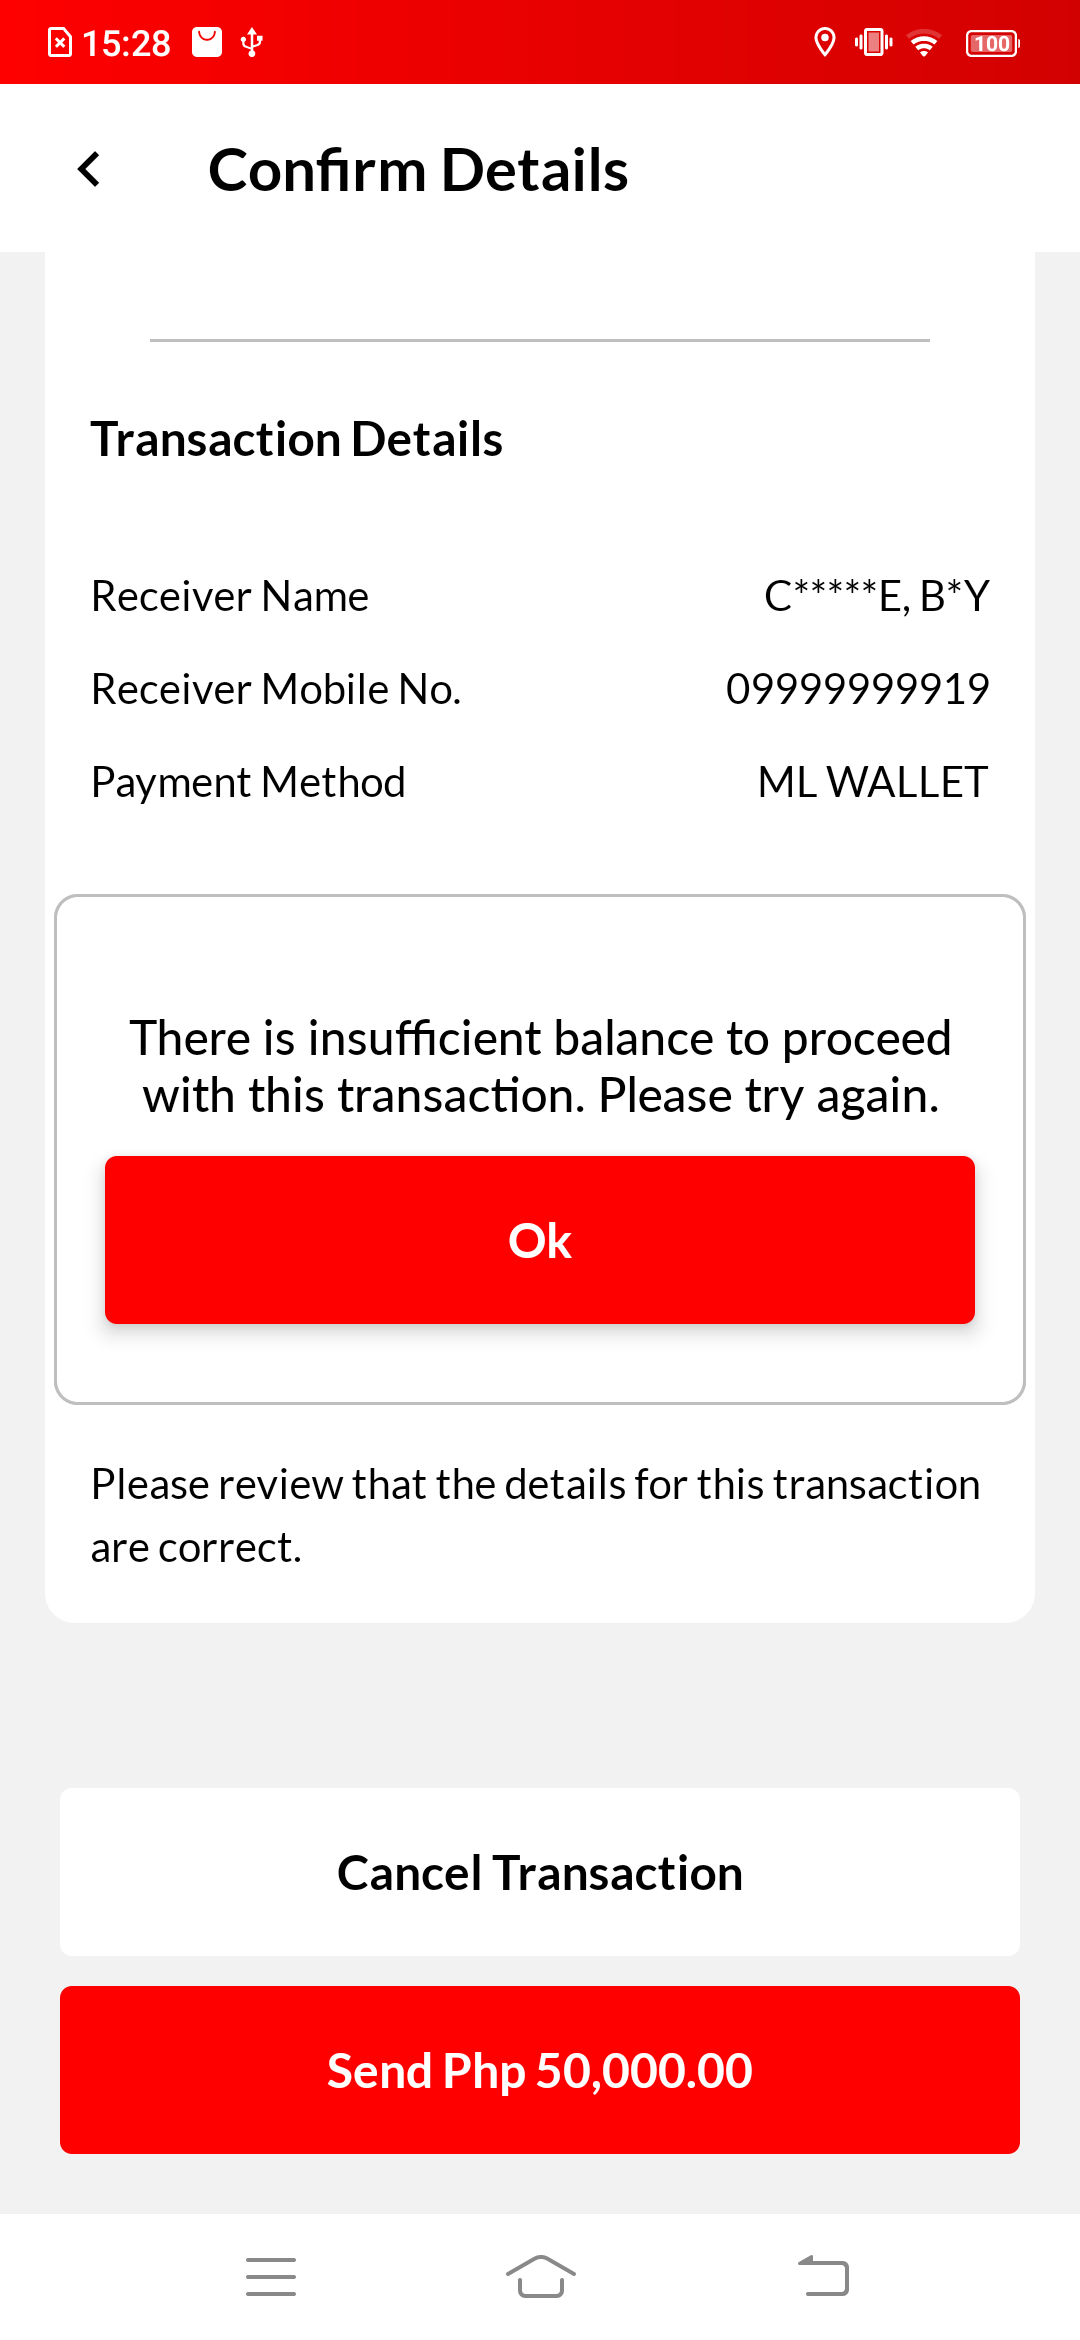 15:28
100
Confirm Details
Transaction Details
Receiver Name C*****E, B*Y
Receiver Mobile No. 09999999919
Payment Method ML WALLET
There is insufficient balance to proceed
with this transaction. Please try again.
Ok
Please review that the details for this transaction
are correct.
Cancel Transaction
Send Php 50,000.00